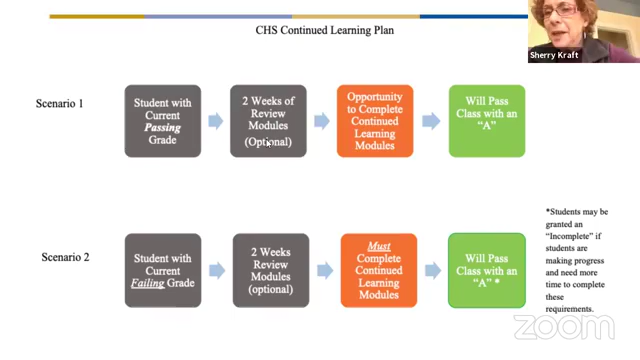 CHS Continued Learning Plan
Sherry Kraft
Scenario 1
Student with
Current
Passing
Grade
2 Weeks of
Review
Modules
(Optional)
Opportunity
to Complete
Continued
Learning
Modules
Will Pass
Class with an
“A”
Scenario 2
Student with
Current
Failing Grade
2 Weeks
Review
Modules
(optional)
Must
Complete
Continued
Learning
Modules
Will Pass
Class with an
“A” *
*Students may be
granted an
“Incomplete” if
students are
making progress
and need more
time to complete
these
requirements.
zoom